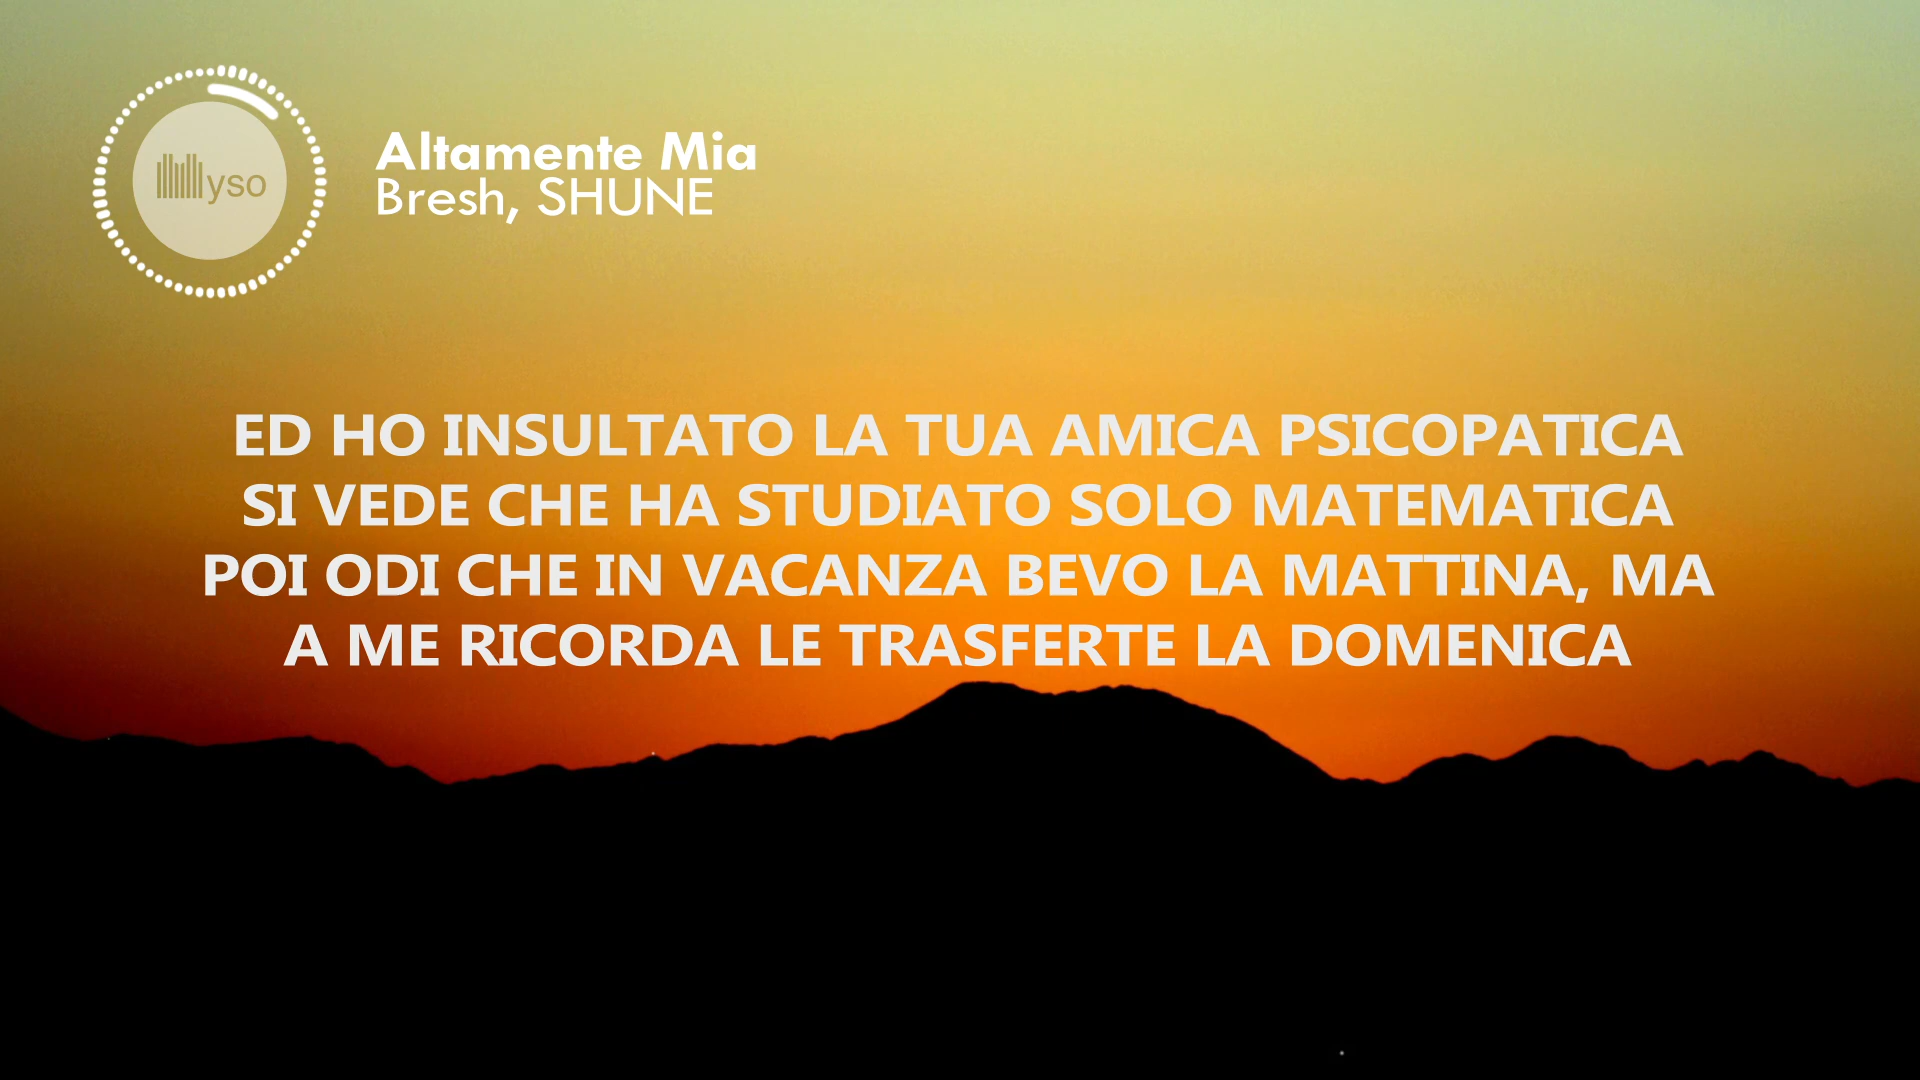 yso
Altamente Mia
Bresh, SHUNE
ED HO INSULTATO LA TUA AMICA PSICOPATICA
SI VEDE CHE HA STUDIATO SOLO MATEMATICA
POI ODI CHE IN VACANZA BEVO LA MATTINA, MA
A ME RICORDA LE TRASFERTE LA DOMENICA